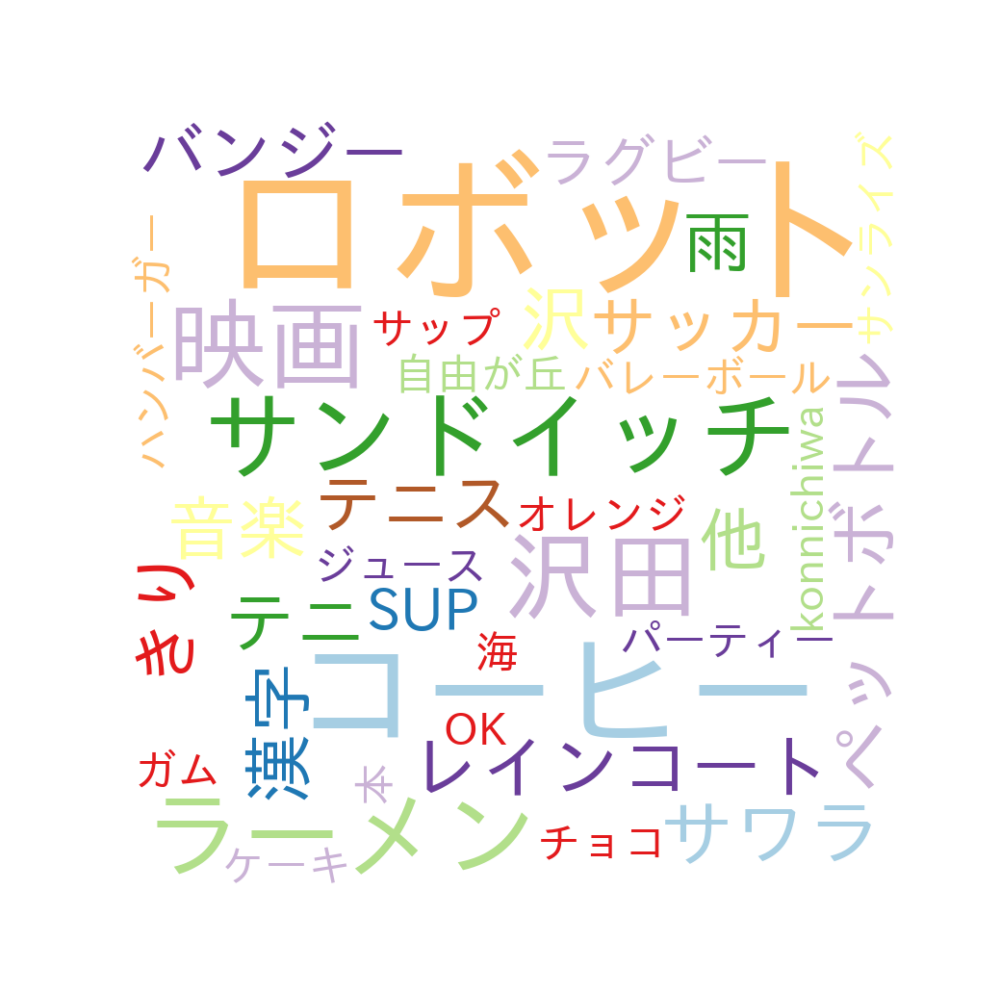 バンジー
ラグビー
サンライズ
ロボット
雨
ハンバーガー
映画
サップ
沢
サッカー
自由が丘
バレーボール
サンドイッチ
konnichiwa
ペットボトル
音楽
テニス
オレンジ
他
ジュース
沢田
きッ
テニ
SUP
海
パーティー
コーヒー
漢字
OK
レインコート
ガム
本
ラーメン
チョコ
サワラ
ケーキ